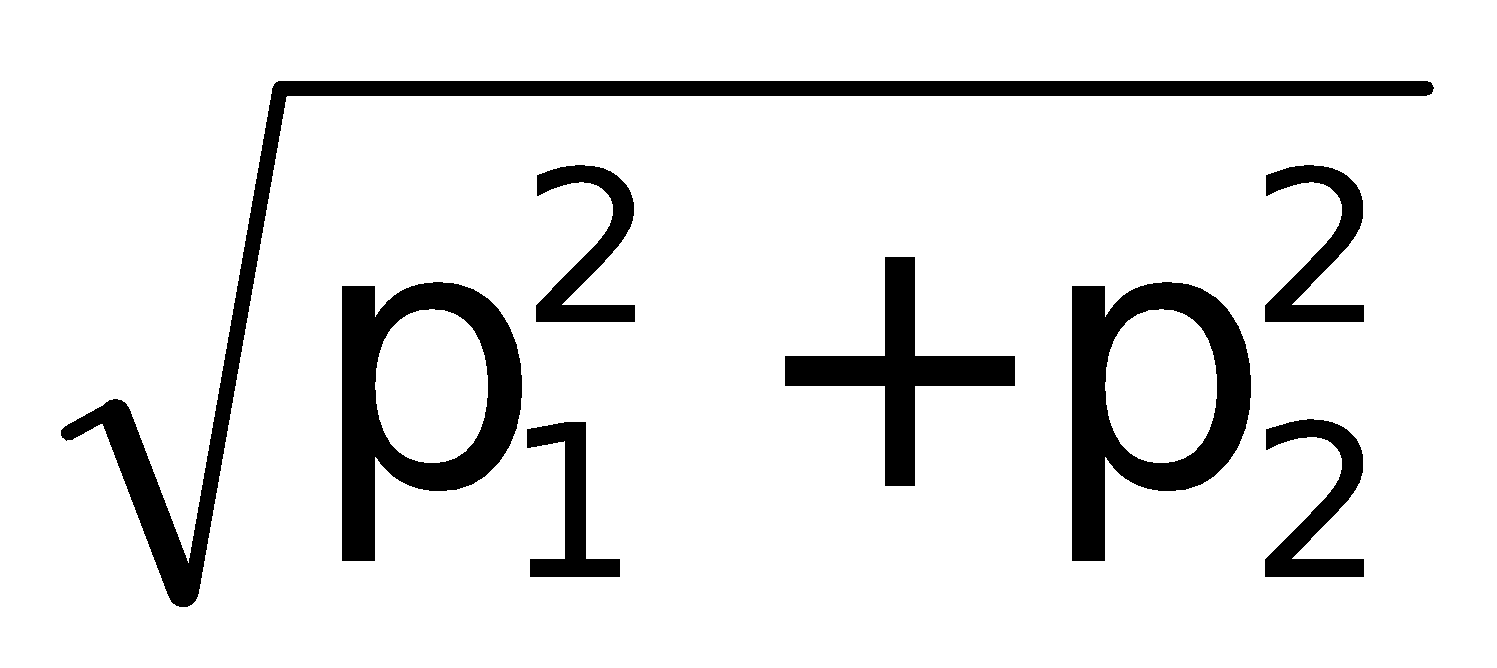 √(p₁² + p₂²)